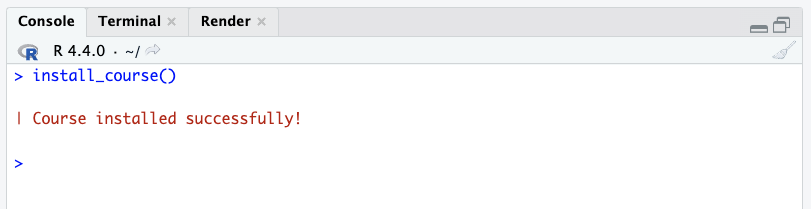 Console Terminal Render
R R 4.4.0 · ~/
> install_course()
| Course installed successfully!
>